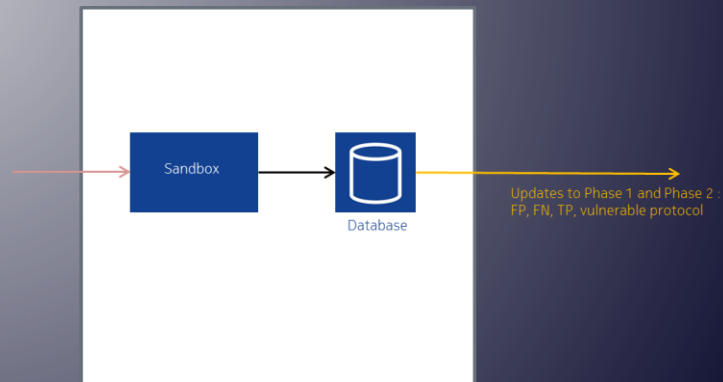 Sandbox
Database
Updates to Phase 1 and Phase 2 :
FP, FN, TP, vulnerable protocol